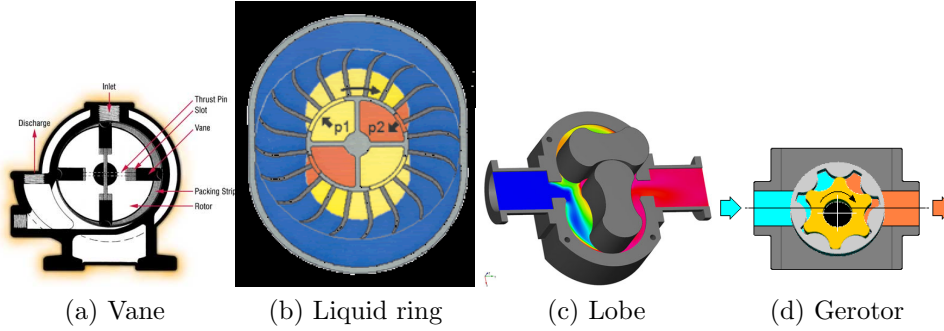 Inlet
Thrust Pin
Slot
Discharge
Vane
Packing Strip
Rotor
p1
p2
(a) Vane
(b) Liquid ring
(c) Lobe
(d) Gerotor